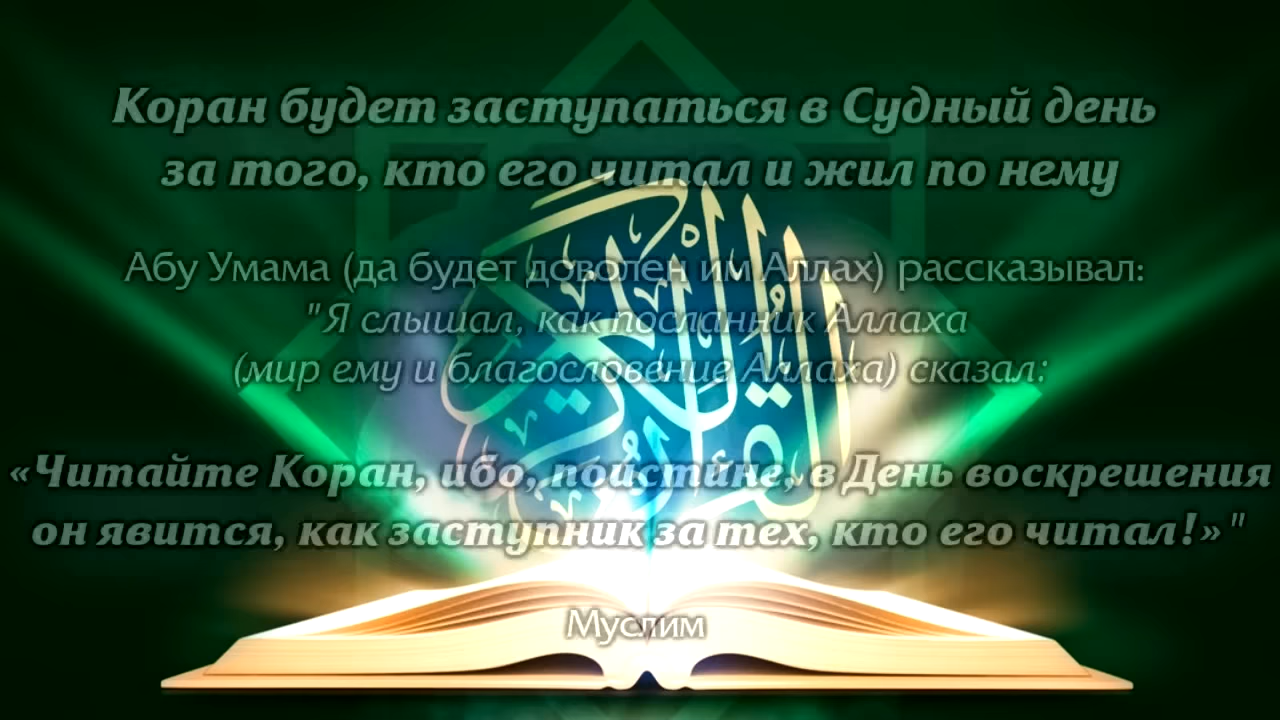 Коран будет заступаться в Судный день
за того, кто его читал и жил по нему
Абу Умама (да будет доволен им Аллах) рассказывал:
"Я слышал, как посланник Аллаха
(мир ему и благословение Аллаха) сказал:
القرآن الكريم
«Читайте Коран, ибо, поистине, в День воскрешения
он явится, как заступник за тех, кто его читал!»"
Муслим